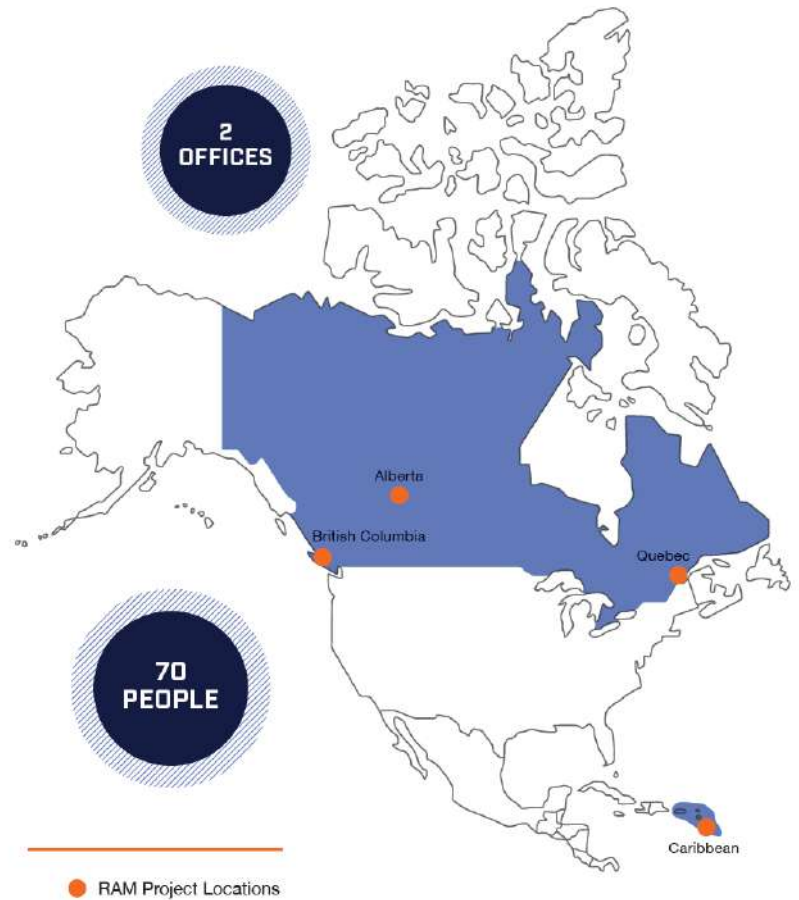 2
OFFICES
Alberta
British Columbia
Quebec
70
PEOPLE
Caribbean
RAM Project Locations